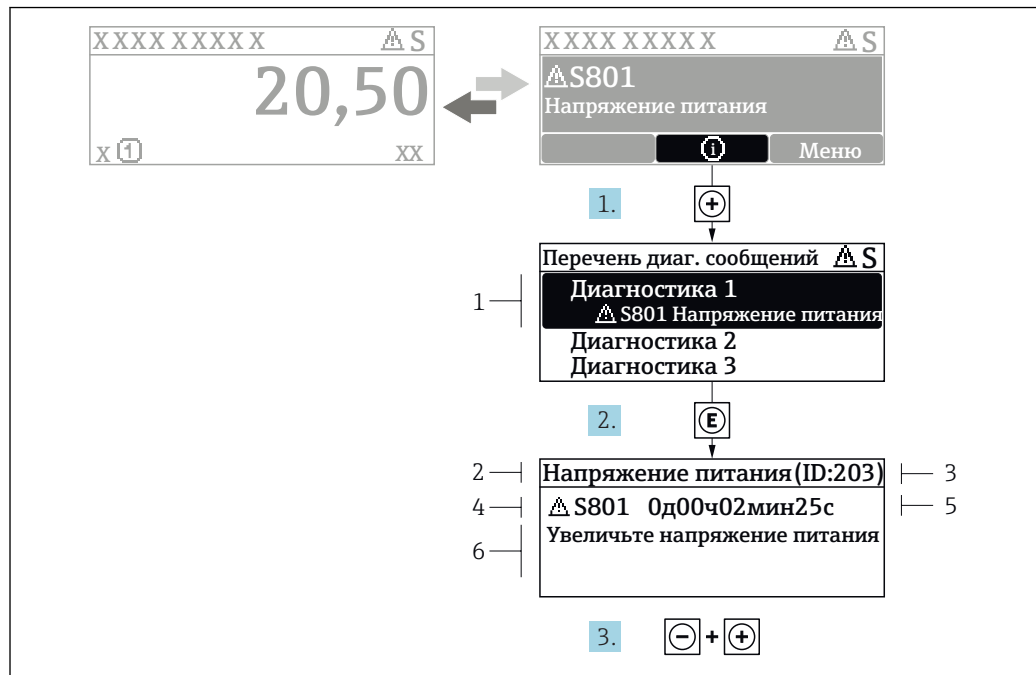 XXXX XXXXX S
20,50
x 1 XX
XXXX XXXXX S
S801
Напряжение питания
i Меню
1. +
Перечень диаг. сообщений S
1
Диагностика 1
S801 Напряжение питания
Диагностика 2
Диагностика 3
2. E
2 Напряжение питания (ID:203) 3
4 S801 0д00ч02мин25с 5
6 Увеличьте напряжение питания
3. - + +